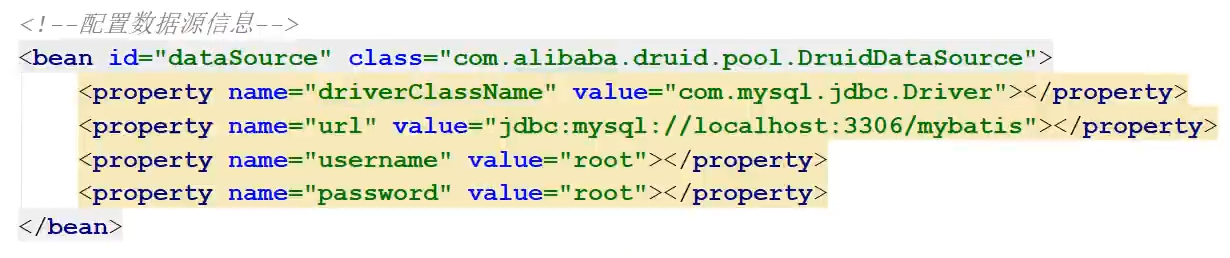 <!--配置数据源信息-->
<bean id="dataSource" class="com.alibaba.druid.pool.DruidDataSource">
<property name="driverClassName" value="com.mysql.jdbc.Driver"></property>
<property name="url" value="jdbc:mysql://localhost:3306/mybatis"></property>
<property name="username" value="root"></property>
<property name="password" value="root"></property>
</bean>